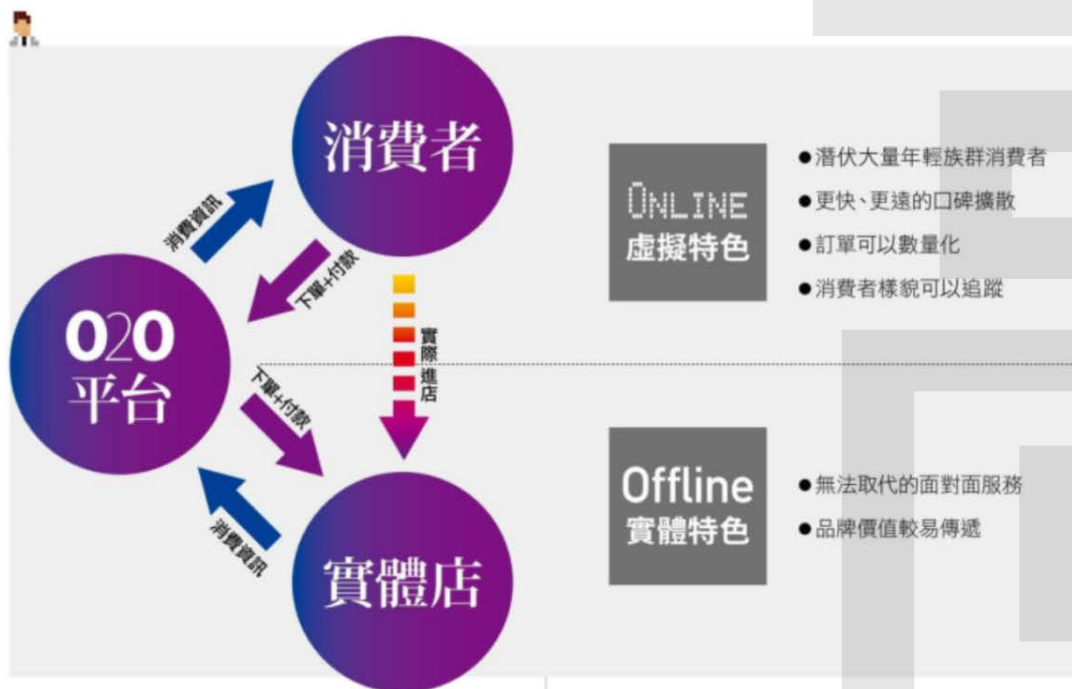 消費者
消費資訊
下單+付款
O2O
平台
實際進店
下單+付款
消費資訊
實體店
ONLINE
虛擬特色
●潛伏大量年輕族群消費者
●更快、更遠的口碑擴散
●訂單可以數量化
●消費者樣貌可以追蹤
Offline
實體特色
●無法取代的面對面服務
●品牌價值較易傳遞